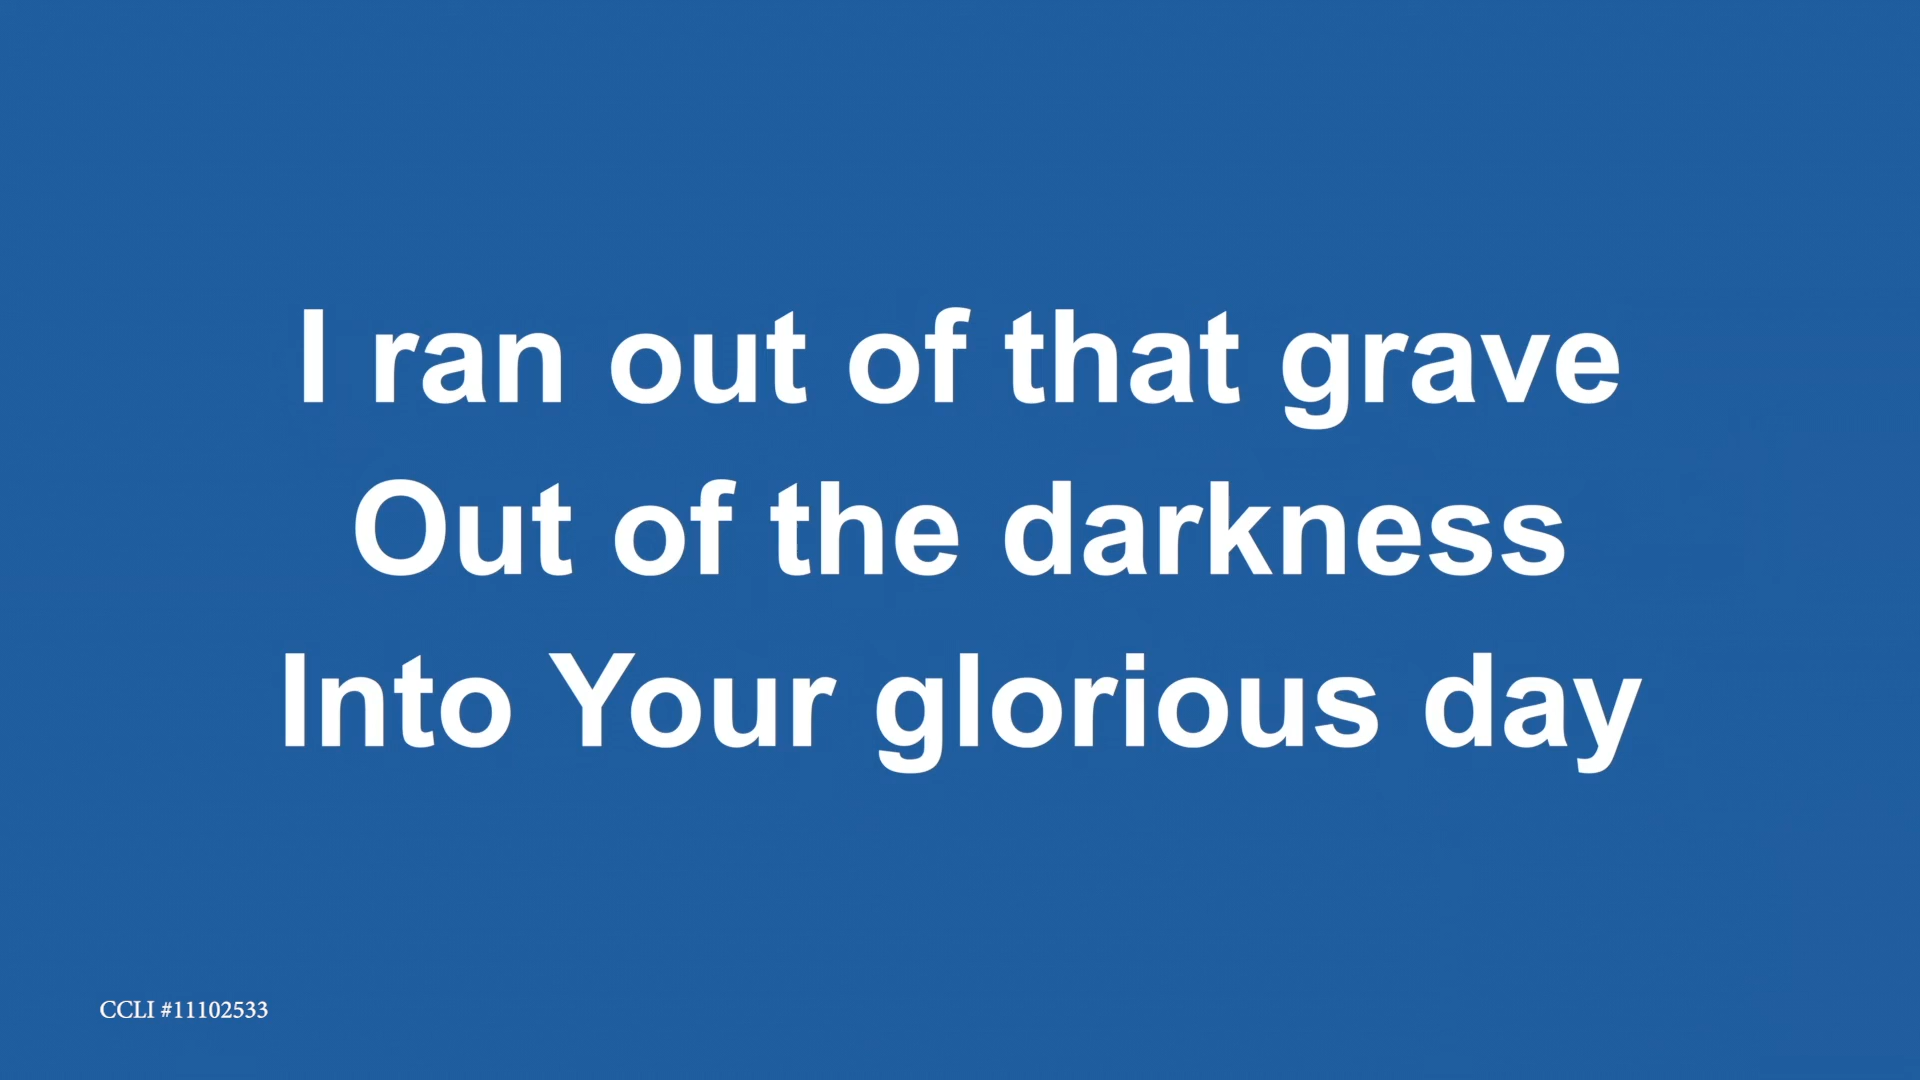 I ran out of that grave
Out of the darkness
Into Your glorious day
CCLI #11102533